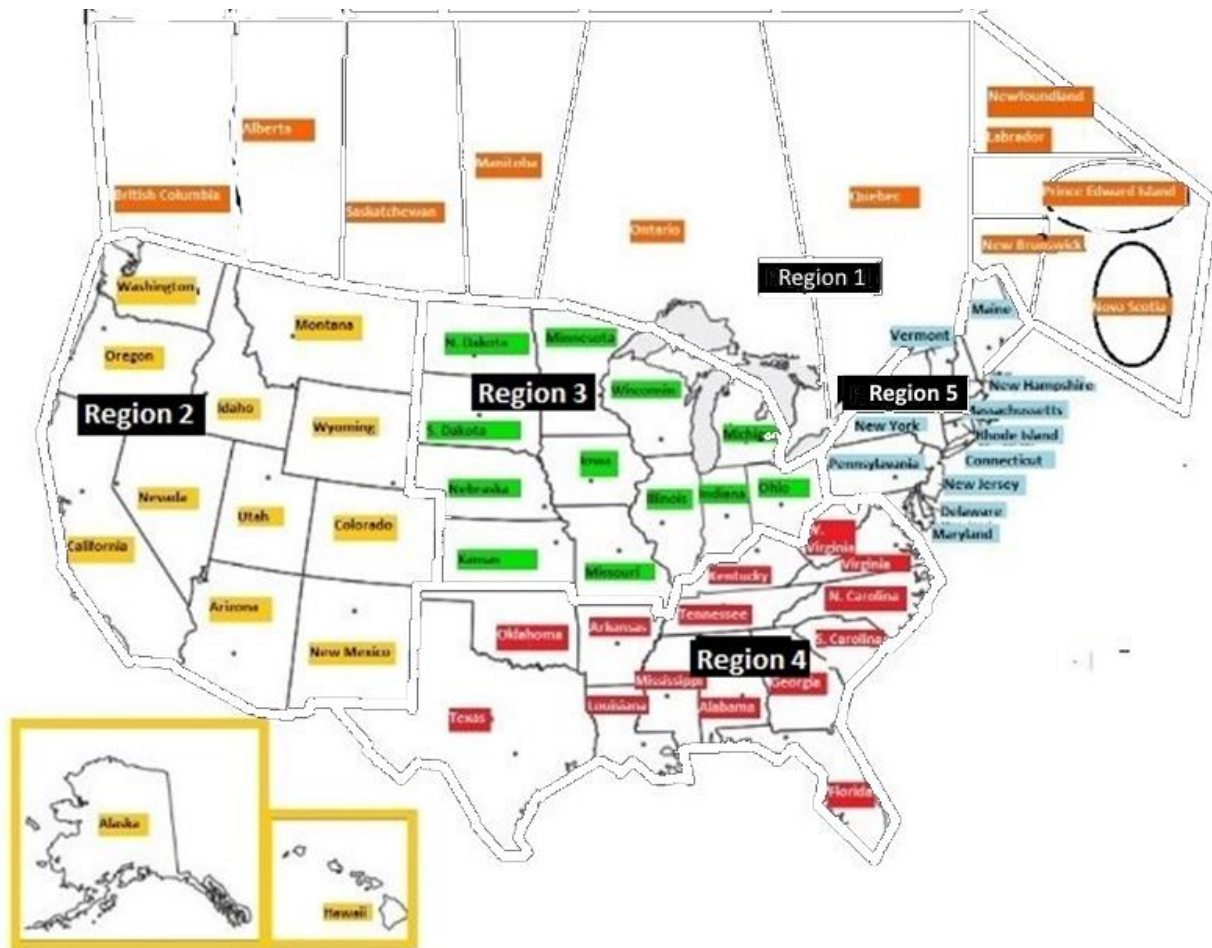 Newfoundland
Labrador
Alberta
Manitoba
British Columbia
Saskatchewan
Prince Edward Island
Quebec
Ontario
New Brunswick
Region 1
Nova Scotia
Washington
Montana
Oregon
Idaho
Wyoming
Region 2
Nevada
Utah
Colorado
California
Arizona
New Mexico
N. Dakota
Minnesota
Region 3
Wisconsin
S. Dakota
Iowa
Nebraska
Illinois
Indiana
Ohio
Kansas
Missouri
Maine
Vermont
Region 5
New Hampshire
Massachusetts
New York
Rhode Island
Pennsylvania
Connecticut
New Jersey
Delaware
Maryland
Virginia
Virginia
Kentucky
N. Carolina
Tennessee
Arkansas
Oklahoma
S. Carolina
Region 4
Mississippi
Georgia
Louisiana
Alabama
Texas
Florida
Alaska
Hawaii